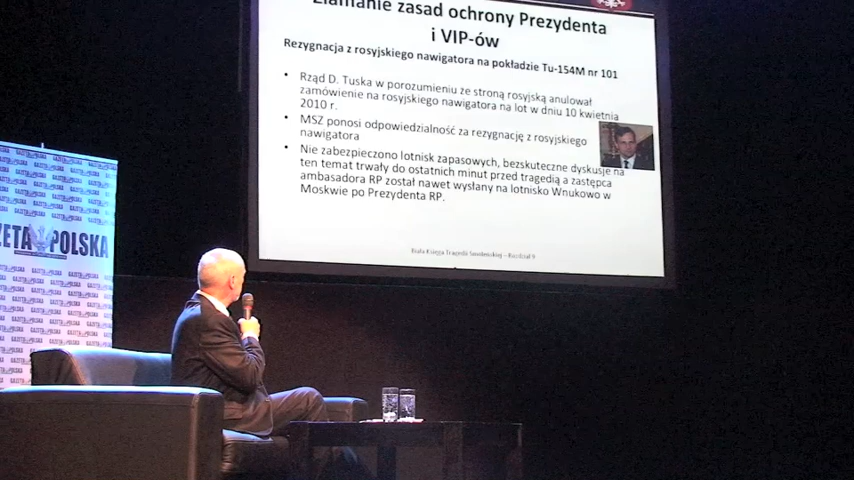 Złamanie zasad ochrony Prezydenta
i VIP-ów
Rezygnacja z rosyjskiego nawigatora na pokładzie Tu-154M nr 101
• Rząd D. Tuska w porozumieniu ze stroną rosyjską anulował
zamówienie na rosyjskiego nawigatora na lot w dniu 10 kwietnia
2010 r.
• MSZ ponosi odpowiedzialność za rezygnację z rosyjskiego
nawigatora
• Nie zabezpieczono lotnisk zapasowych, bezskuteczne dyskusje na
ten temat trwały do ostatnich minut przed tragedią a zastępca
ambasadora RP został nawet wysłany na lotnisko Wnukowo w
Moskwie po Prezydenta RP.
Biała Księga Tragedii Smoleńskiej – Rozdział 9
ZETA POLSKA